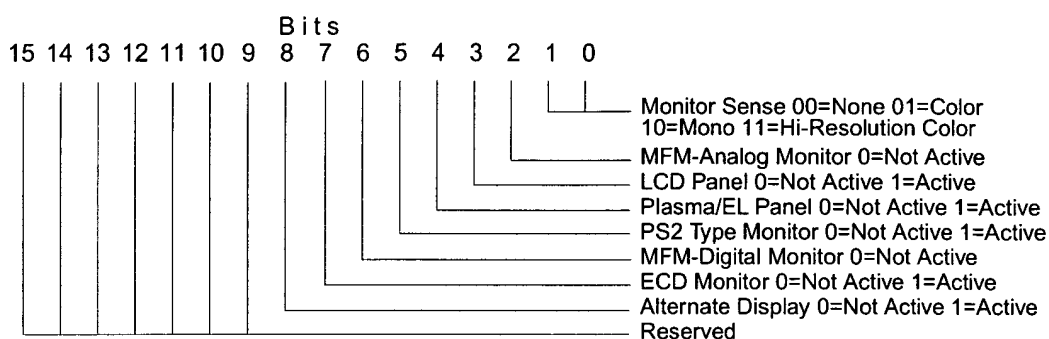 Bits
15 14 13 12 11 10 9 8 7 6 5 4 3 2 1 0
Monitor Sense 00=None 01=Color
10=Mono 11=Hi-Resolution Color
MFM-Analog Monitor 0=Not Active
LCD Panel 0=Not Active 1=Active
Plasma/EL Panel 0=Not Active 1=Active
PS2 Type Monitor 0=Not Active 1=Active
MFM-Digital Monitor 0=Not Active
ECD Monitor 0=Not Active 1=Active
Alternate Display 0=Not Active 1=Active
Reserved